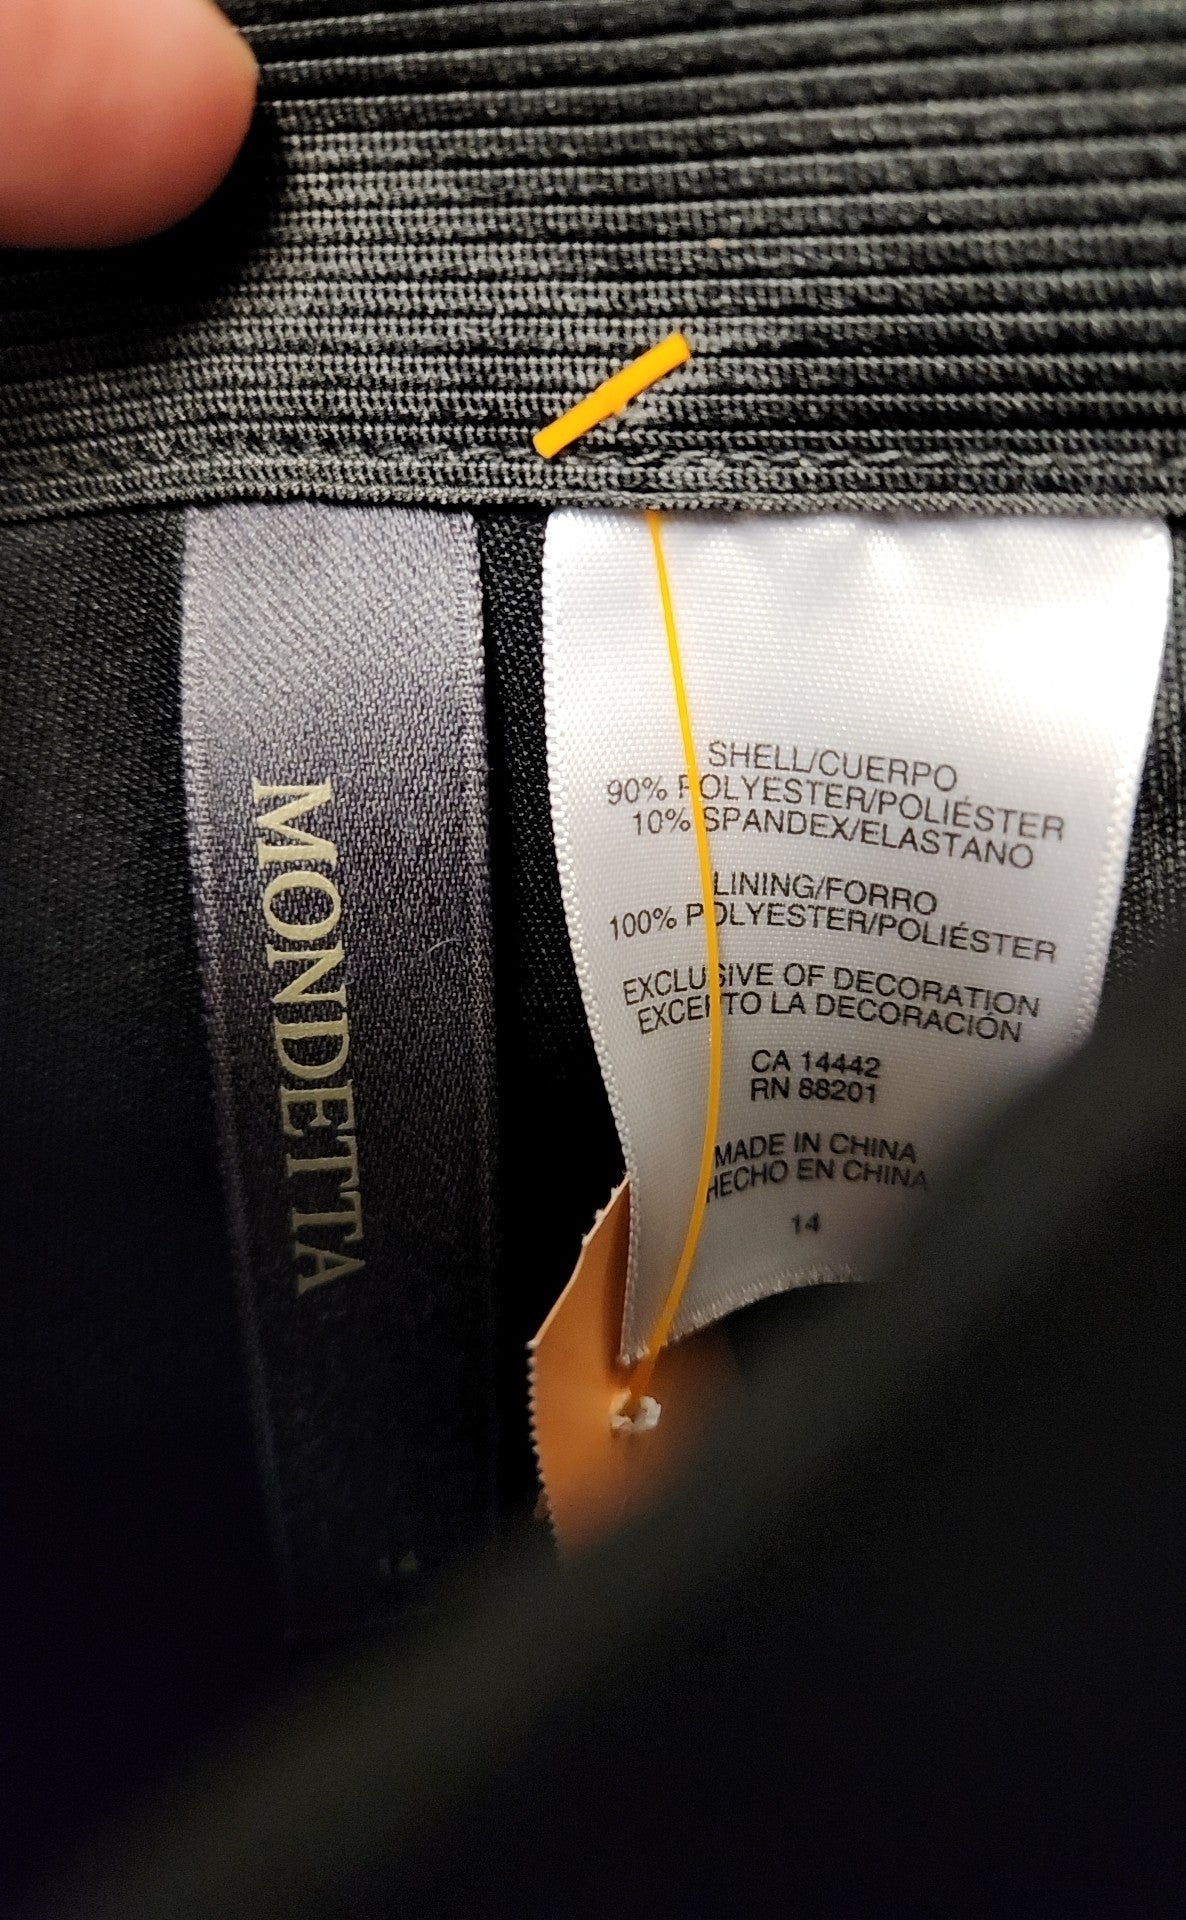 MONDETTA
SHELL/CUERPO
90% POLYESTER/POLIÉSTER
10% SPANDEX/ELASTANO
LINING/FORRO
100% POLYESTER/POLIÉSTER
EXCLUSIVE OF DECORATION
EXCEPTO LA DECORACIÓN
CA 14442
RN 88201
MADE IN CHINA
HECHO EN CHINA
14